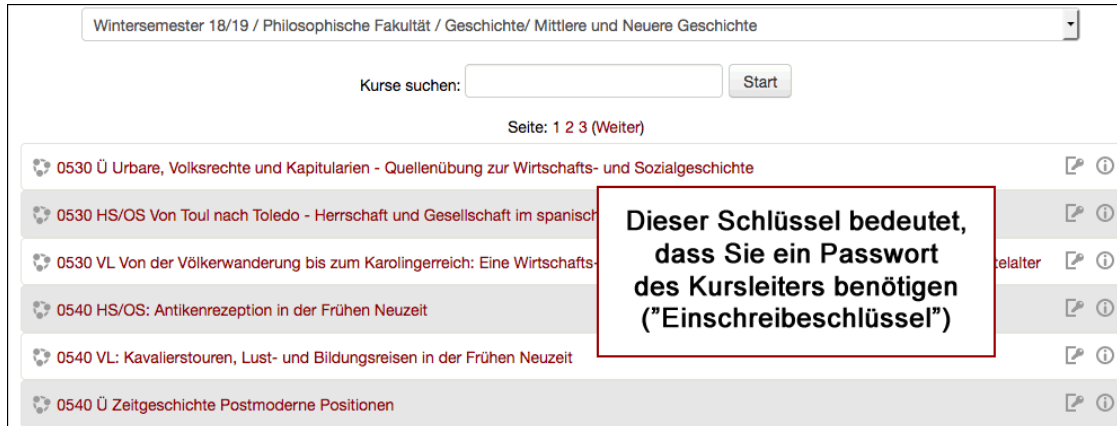 Wintersemester 18/19 / Philosophische Fakultät / Geschichte/ Mittlere und Neuere Geschichte
Kurse suchen: Start
Seite: 1 2 3 (Weiter)
0530 Ü Urbare, Volksrechte und Kapitularien - Quellenübung zur Wirtschafts- und Sozialgeschichte
0530 HS/OS Von Toul nach Toledo - Herrschaft und Gesellschaft im spanisch
0530 VL Von der Völkerwanderung bis zum Karolingerreich: Eine Wirtschafts- telalter
0540 HS/OS: Antikenrezeption in der Frühen Neuzeit
0540 VL: Kavalierstouren, Lust- und Bildungsreisen in der Frühen Neuzeit
0540 Ü Zeitgeschichte Postmoderne Positionen
Dieser Schlüssel bedeutet,
dass Sie ein Passwort
des Kursleiters benötigen
("Einschreibeschlüssel")